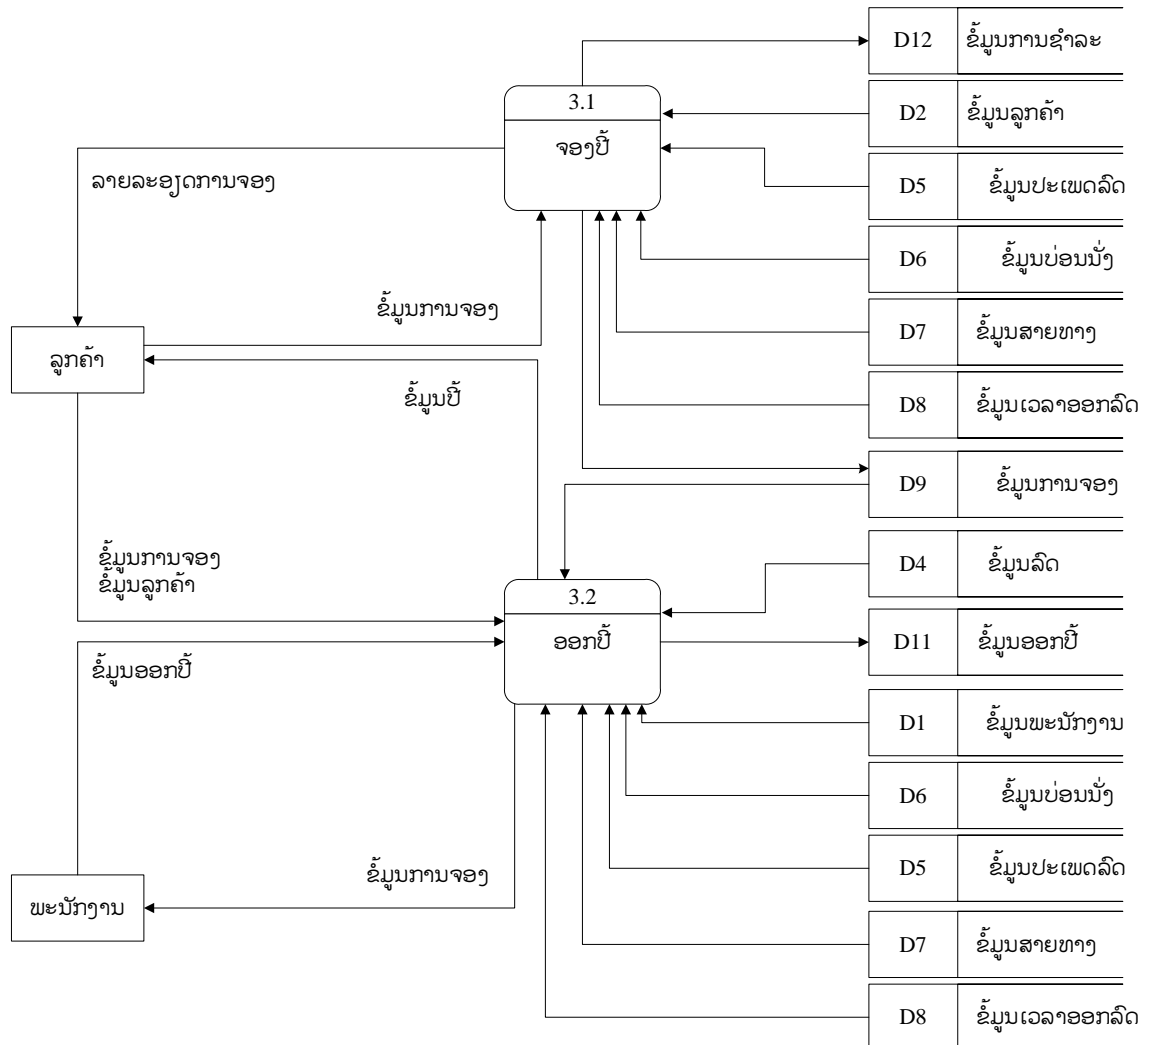 D12 ຂໍ້ມູນການຊຳລະ
3.1
D2 ຂໍ້ມູນລູກຄ້າ
ຈອງປີ້
ລາຍລະອຽດການຈອງ
D5 ຂໍ້ມູນປະເພດລົດ
D6 ຂໍ້ມູນບ່ອນນັ່ງ
ຂໍ້ມູນການຈອງ
D7 ຂໍ້ມູນສາຍທາງ
ລູກຄ້າ
ຂໍ້ມູນປີ້
D8 ຂໍ້ມູນເວລາອອກລົດ
D9 ຂໍ້ມູນການຈອງ
ຂໍ້ມູນການຈອງ
ຂໍ້ມູນລູກຄ້າ
D4 ຂໍ້ມູນລົດ
3.2
ອອກປີ້
D11 ຂໍ້ມູນອອກປີ້
ຂໍ້ມູນອອກປີ້
D1 ຂໍ້ມູນພະນັກງານ
D6 ຂໍ້ມູນບ່ອນນັ່ງ
D5 ຂໍ້ມູນປະເພດລົດ
ຂໍ້ມູນການຈອງ
ພະນັກງານ
D7 ຂໍ້ມູນສາຍທາງ
D8 ຂໍ້ມູນເວລາອອກລົດ